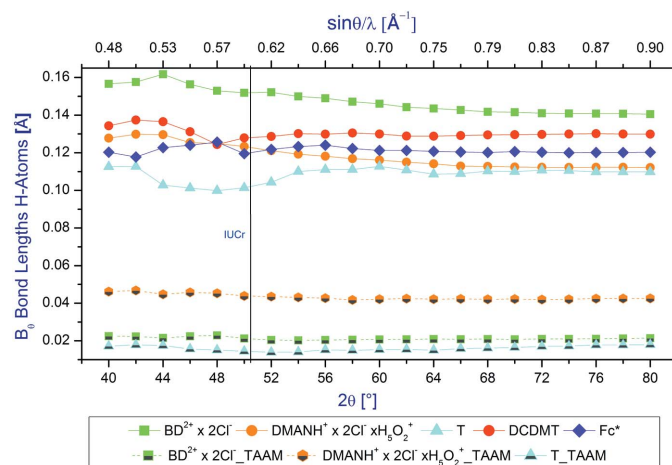 sinθ/λ [Å⁻¹]
0.48 0.53 0.57 0.62 0.66 0.70 0.75 0.79 0.83 0.87 0.90
0.16
0.14
0.12
0.10
0.08
0.06
0.04
0.02
B_θ Bond Lengths H-Atoms [Å]
IUCr
40 44 48 52 56 60 64 68 72 76 80
2θ [°]
BD²⁺ x 2Cl⁻ DMANH⁺ x 2Cl⁻ xH₅O₂⁺ T DCDMT Fc*
BD²⁺ x 2Cl⁻_TAAM DMANH⁺ x 2Cl⁻ xH₅O₂⁺_TAAM T_TAAM